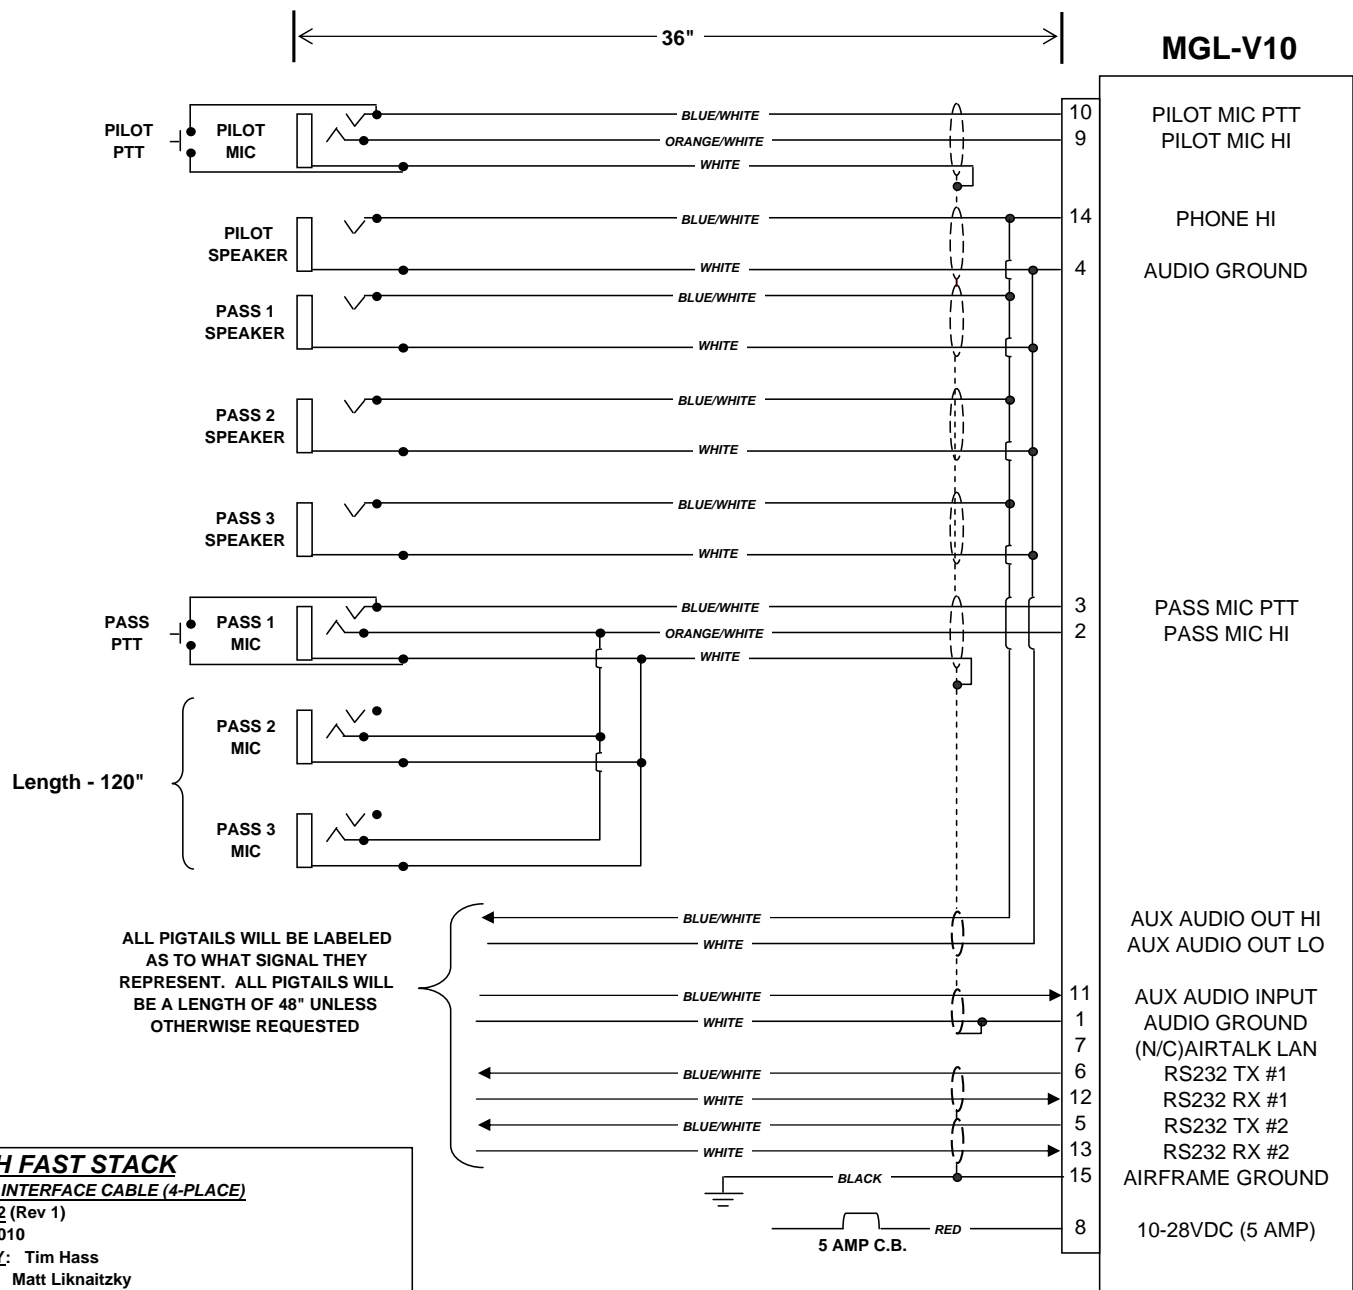 36"
MGL-V10
PILOT PTT
PILOT MIC
BLUE/WHITE
10
PILOT MIC PTT
ORANGE/WHITE
9
PILOT MIC HI
WHITE
PILOT SPEAKER
BLUE/WHITE
14
PHONE HI
WHITE
4
AUDIO GROUND
PASS 1 SPEAKER
BLUE/WHITE
WHITE
PASS 2 SPEAKER
BLUE/WHITE
WHITE
PASS 3 SPEAKER
BLUE/WHITE
WHITE
PASS PTT
PASS 1 MIC
BLUE/WHITE
3
PASS MIC PTT
ORANGE/WHITE
2
PASS MIC HI
WHITE
Length - 120"
PASS 2 MIC
PASS 3 MIC
ALL PIGTAILS WILL BE LABELED
AS TO WHAT SIGNAL THEY
REPRESENT. ALL PIGTAILS WILL
BE A LENGTH OF 48" UNLESS
OTHERWISE REQUESTED
BLUE/WHITE
AUX AUDIO OUT HI
WHITE
AUX AUDIO OUT LO
BLUE/WHITE
11
AUX AUDIO INPUT
WHITE
1
AUDIO GROUND
7
(N/C)AIRTALK LAN
BLUE/WHITE
6
RS232 TX #1
WHITE
12
RS232 RX #1
BLUE/WHITE
5
RS232 TX #2
WHITE
13
RS232 RX #2
BLACK
15
AIRFRAME GROUND
5 AMP C.B.
RED
8
10-28VDC (5 AMP)
H FAST STACK
INTERFACE CABLE (4-PLACE)
2 (Rev 1)
010
Y: Tim Hass
Matt Liknaitzky